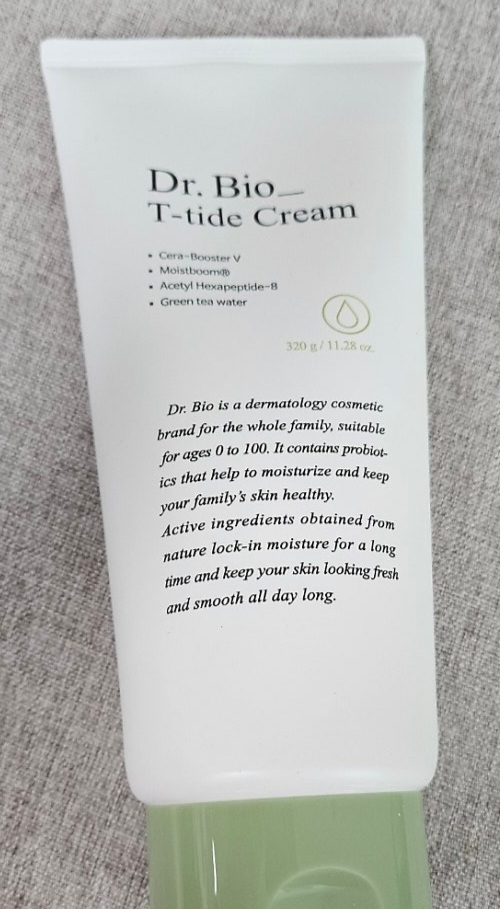 Dr. Bio_
T-tide Cream
• Cera-Booster V
• Moistboom®
• Acetyl Hexapeptide-8
• Green tea water
320 g / 11.28 oz.
Dr. Bio is a dermatology cosmetic
brand for the whole family, suitable
for ages 0 to 100. It contains probiot-
ics that help to moisturize and keep
your family's skin healthy.
Active ingredients obtained from
nature lock-in moisture for a long
time and keep your skin looking fresh
and smooth all day long.